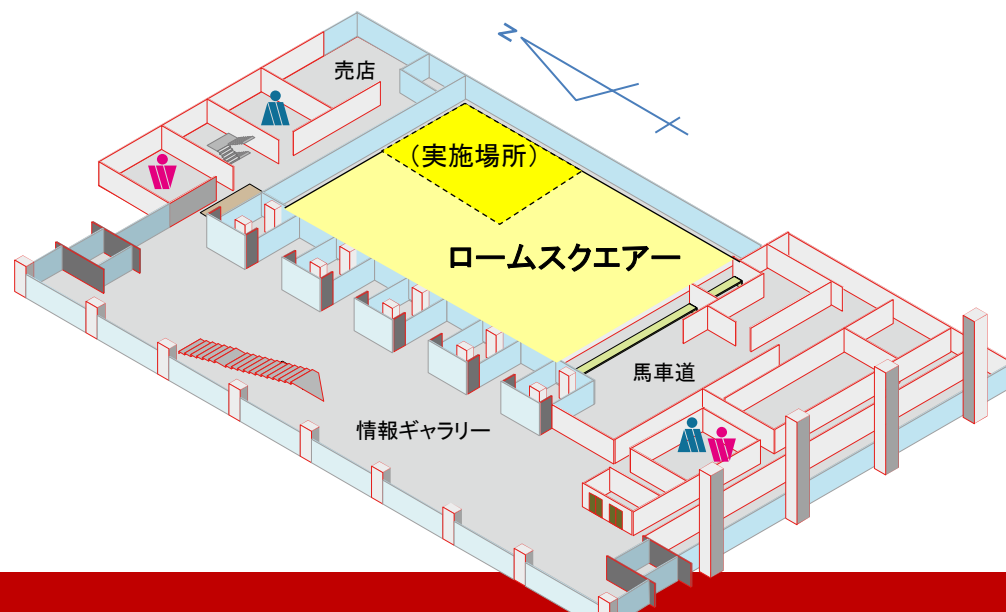 売店
N
(実施場所)
ロームスクエアー
馬車道
情報ギャラリー